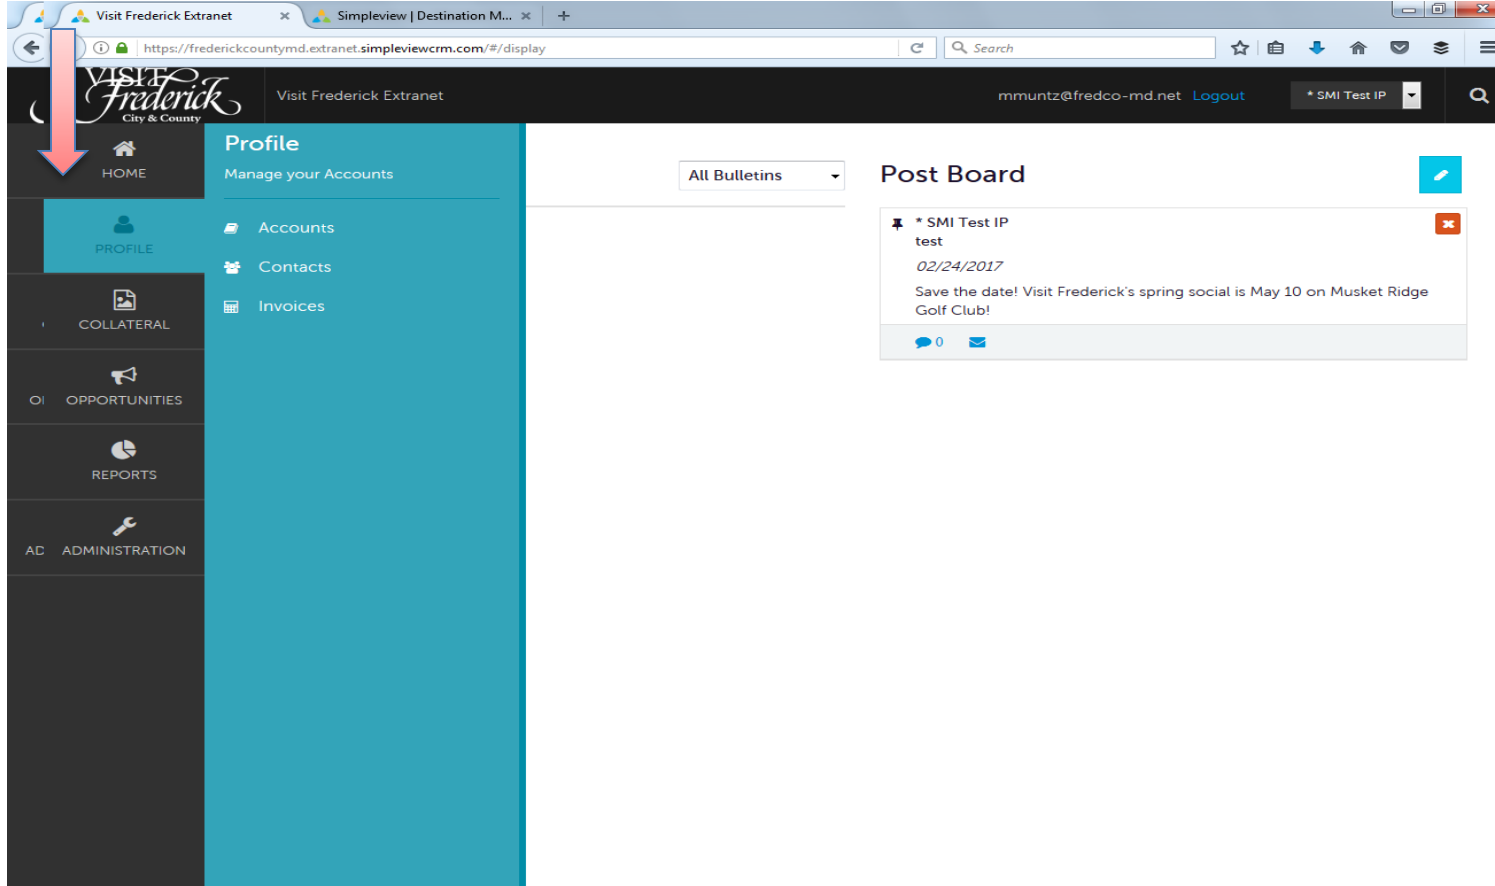 Visit Frederick Extranet
Simpleview | Destination M...
https://frederickcountymd.extranet.simpleviewcrm.com/#/display
Search
VISIT
Frederick
City & County
Visit Frederick Extranet
mmuntz@fredco-md.net Logout
* SMI Test IP
HOME
PROFILE
COLLATERAL
OPPORTUNITIES
REPORTS
AD ADMINISTRATION
Profile
Manage your Accounts
Accounts
Contacts
Invoices
All Bulletins
Post Board
* SMI Test IP
test
02/24/2017
Save the date! Visit Frederick's spring social is May 10 on Musket Ridge
Golf Club!
0